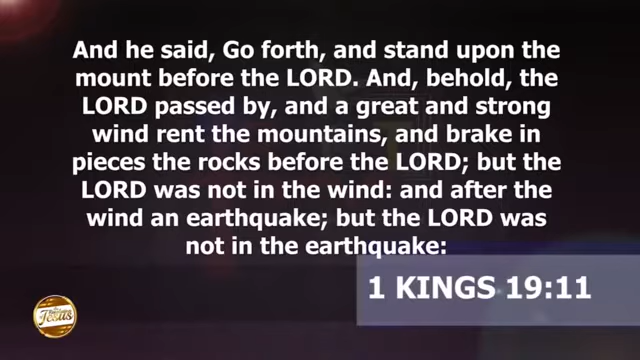 And he said, Go forth, and stand upon the
mount before the LORD. And, behold, the
LORD passed by, and a great and strong
wind rent the mountains, and brake in
pieces the rocks before the LORD; but the
LORD was not in the wind: and after the
wind an earthquake; but the LORD was
not in the earthquake:
1 KINGS 19:11
Jesus